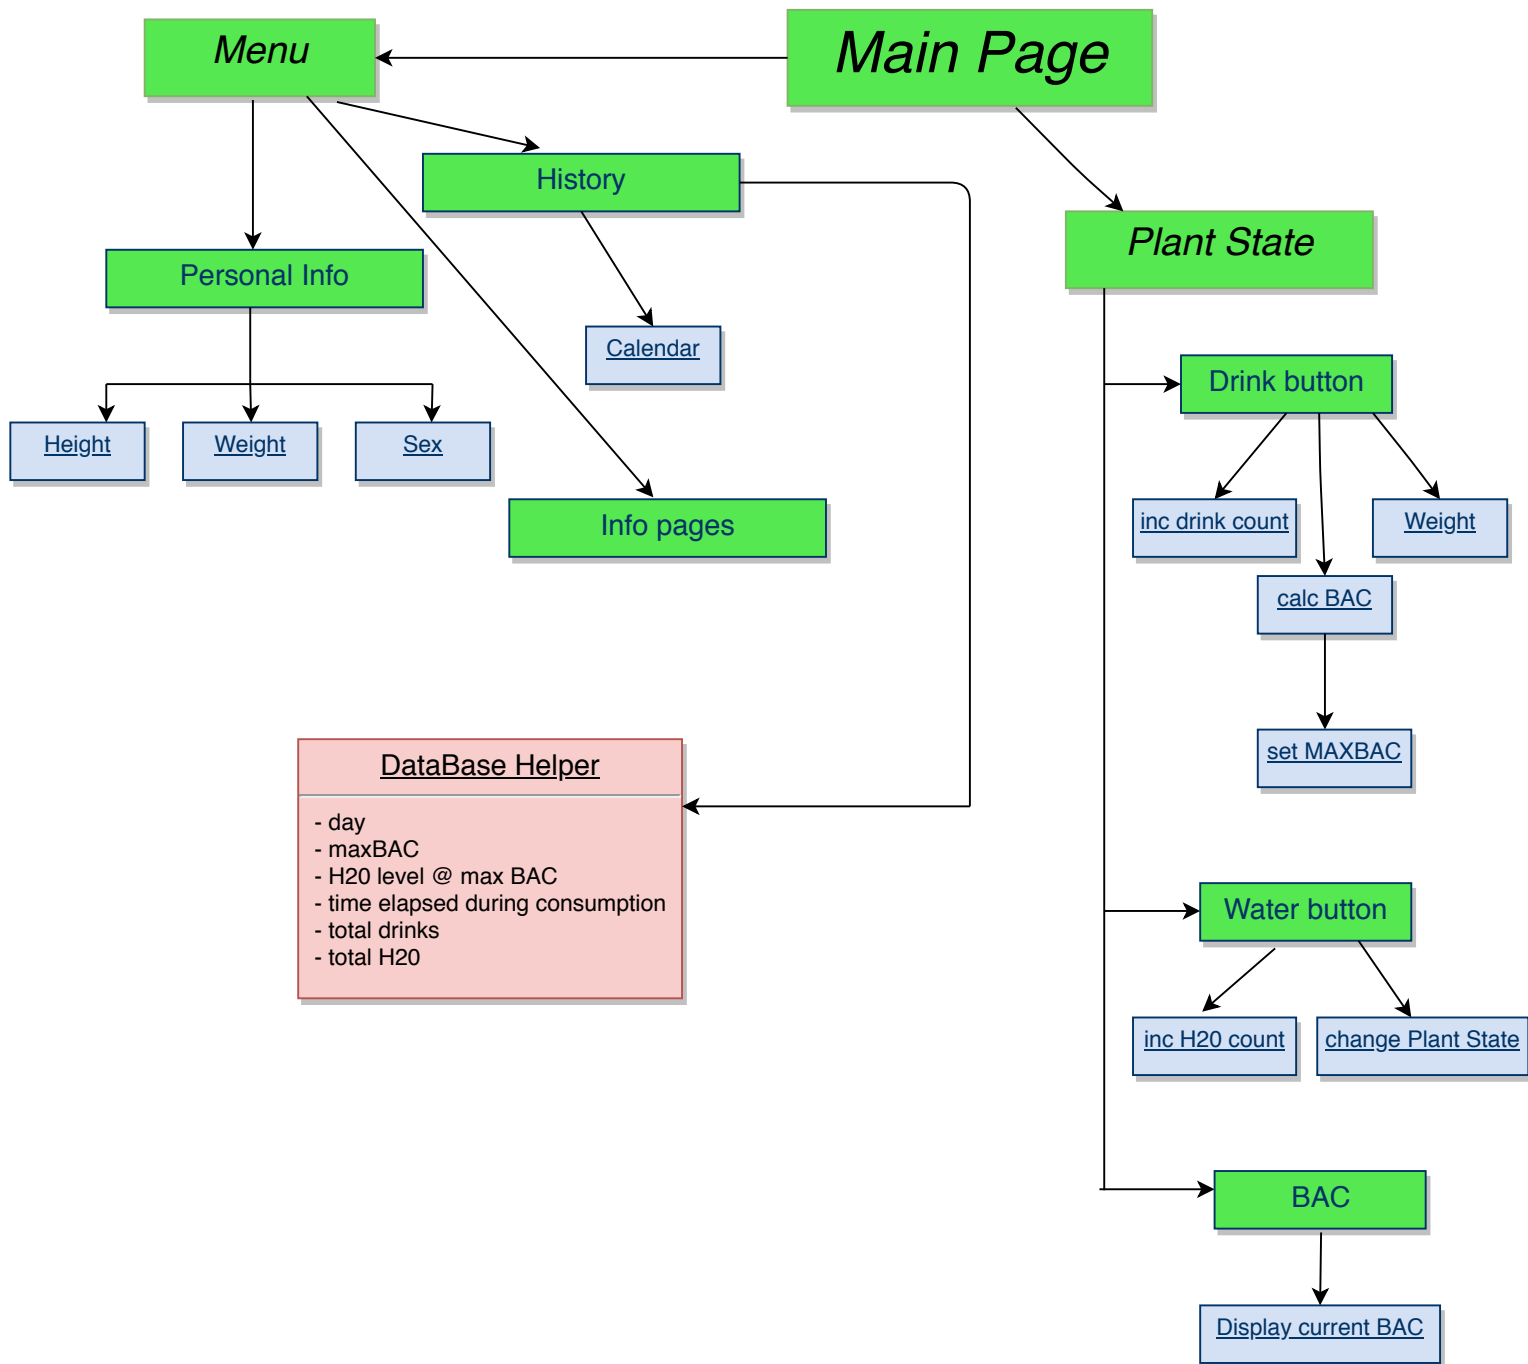 Menu
Main Page
History
Plant State
Personal Info
Calendar
Drink button
Height
Weight
Sex
Info pages
inc drink count
Weight
calc BAC
set MAXBAC
DataBase Helper
- day
- maxBAC
- H20 level @ max BAC
- time elapsed during consumption
- total drinks
- total H20
Water button
inc H20 count
change Plant State
BAC
Display current BAC